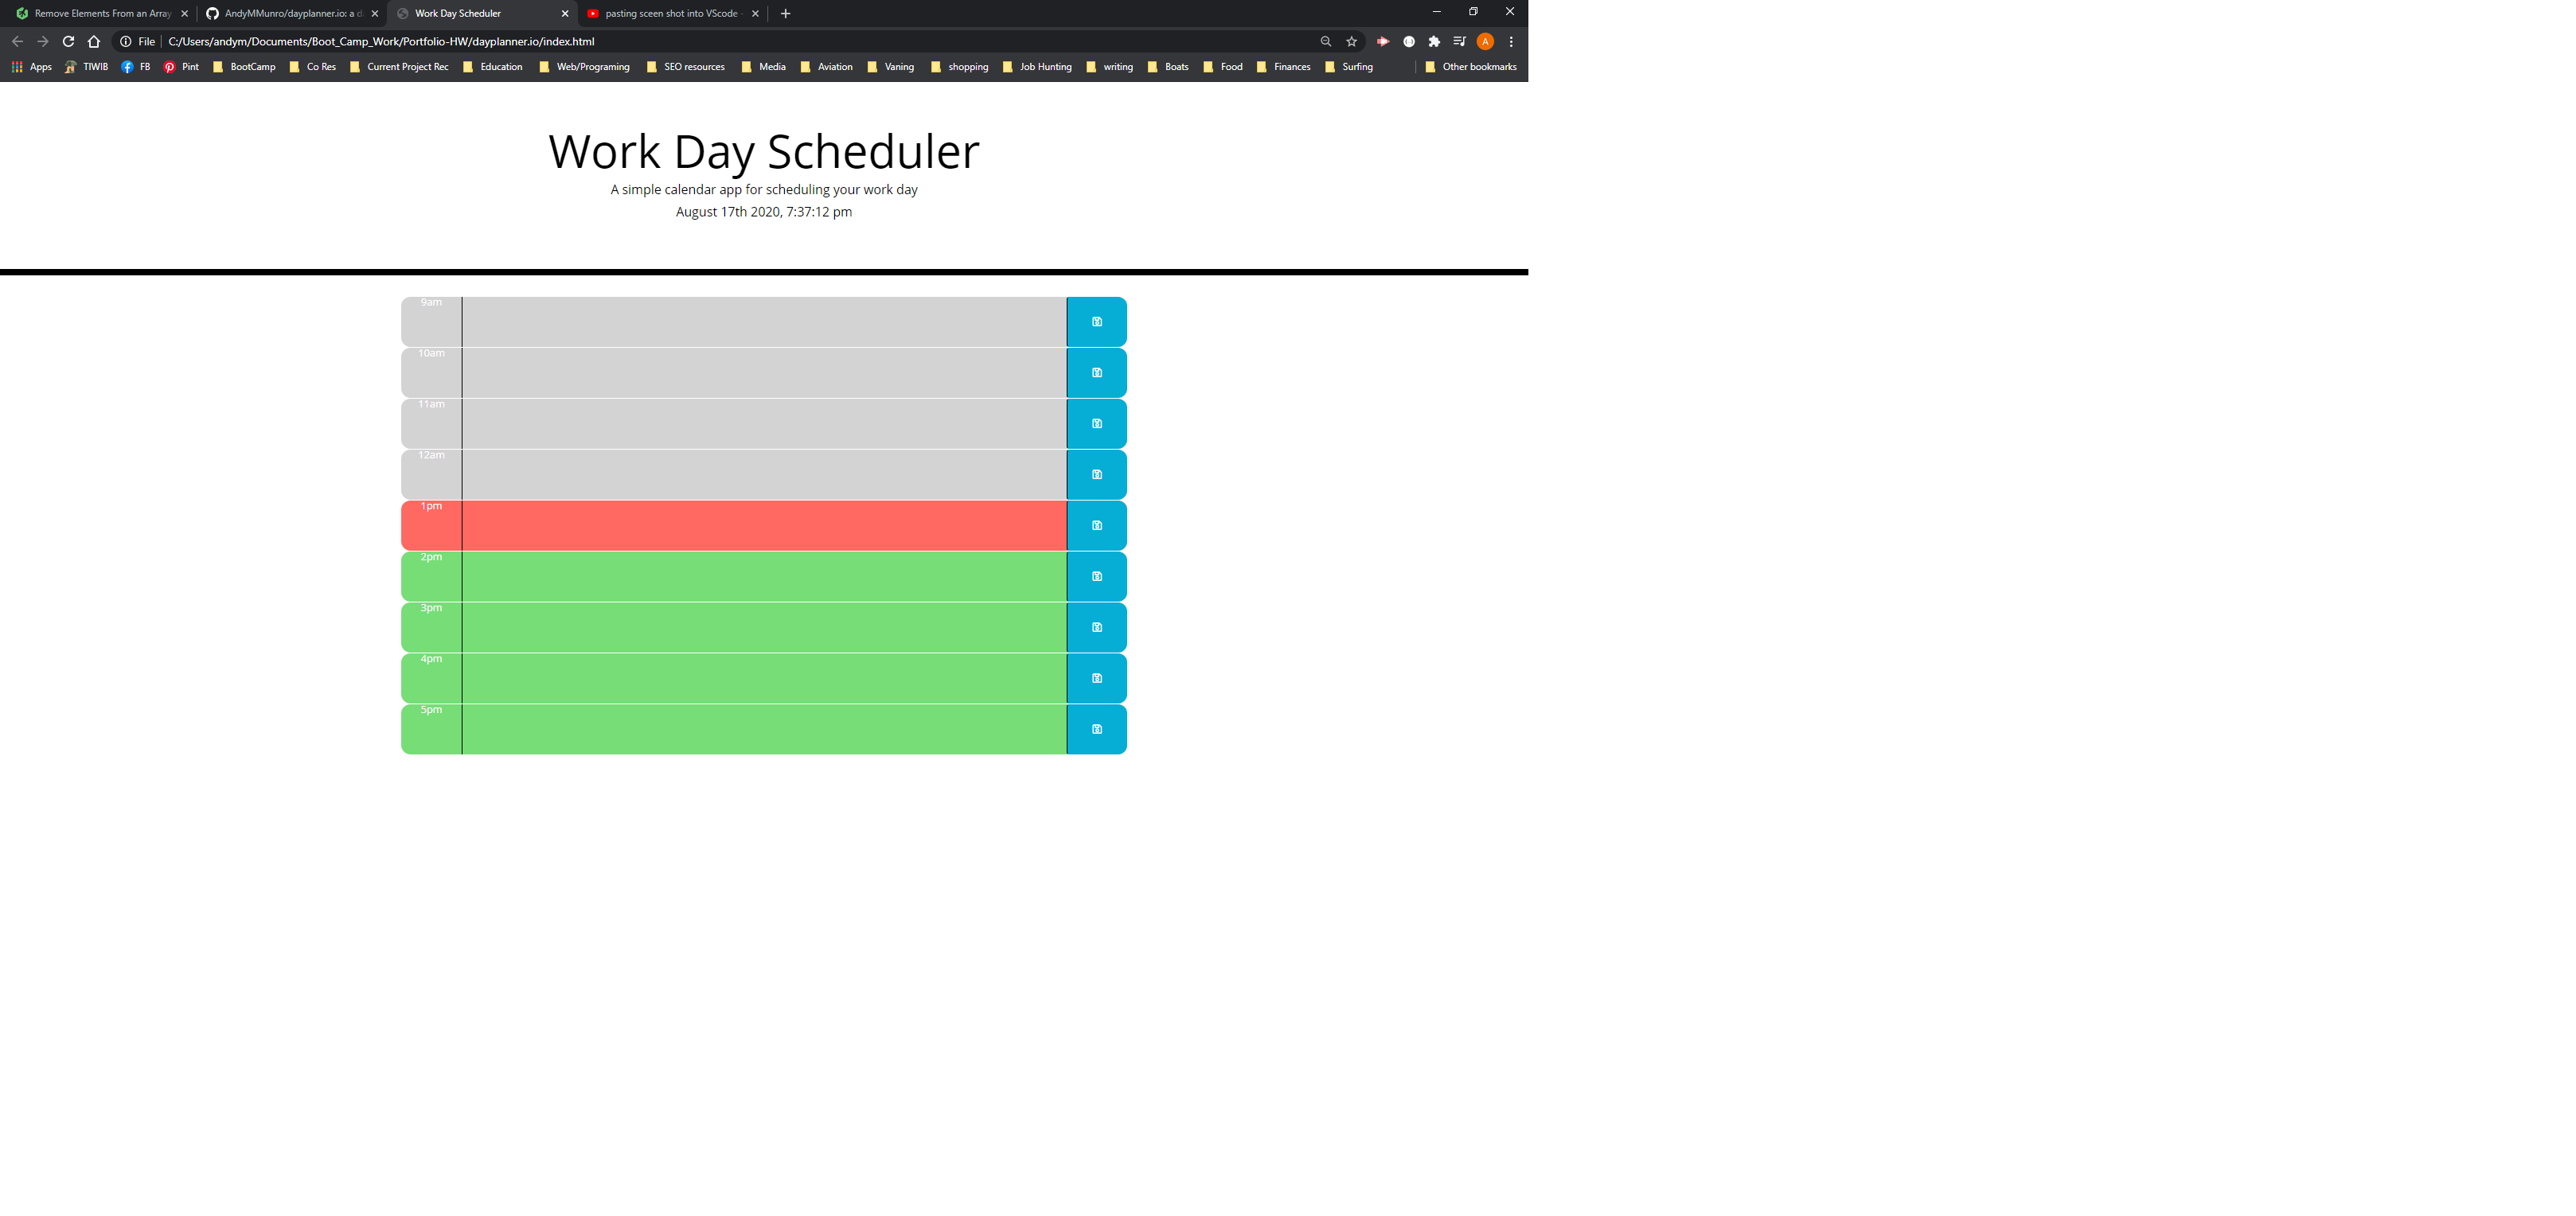 Remove Elements From an Array
AndyMMunro/dayplanner.io: a d
Work Day Scheduler
pasting sceen shot into VScode -
File
C:/Users/andym/Documents/Boot_Camp_Work/Portfolio-HW/dayplanner.io/index.html
A
Apps
TIWIB
FB
Pint
BootCamp
Co Res
Current Project Rec
Education
Web/Programing
SEO resources
Media
Aviation
Vaning
shopping
Job Hunting
writing
Boats
Food
Finances
Surfing
Other bookmarks
Work Day Scheduler
A simple calendar app for scheduling your work day
August 17th 2020, 7:37:12 pm
9am
10am
11am
12am
1pm
2pm
3pm
4pm
5pm